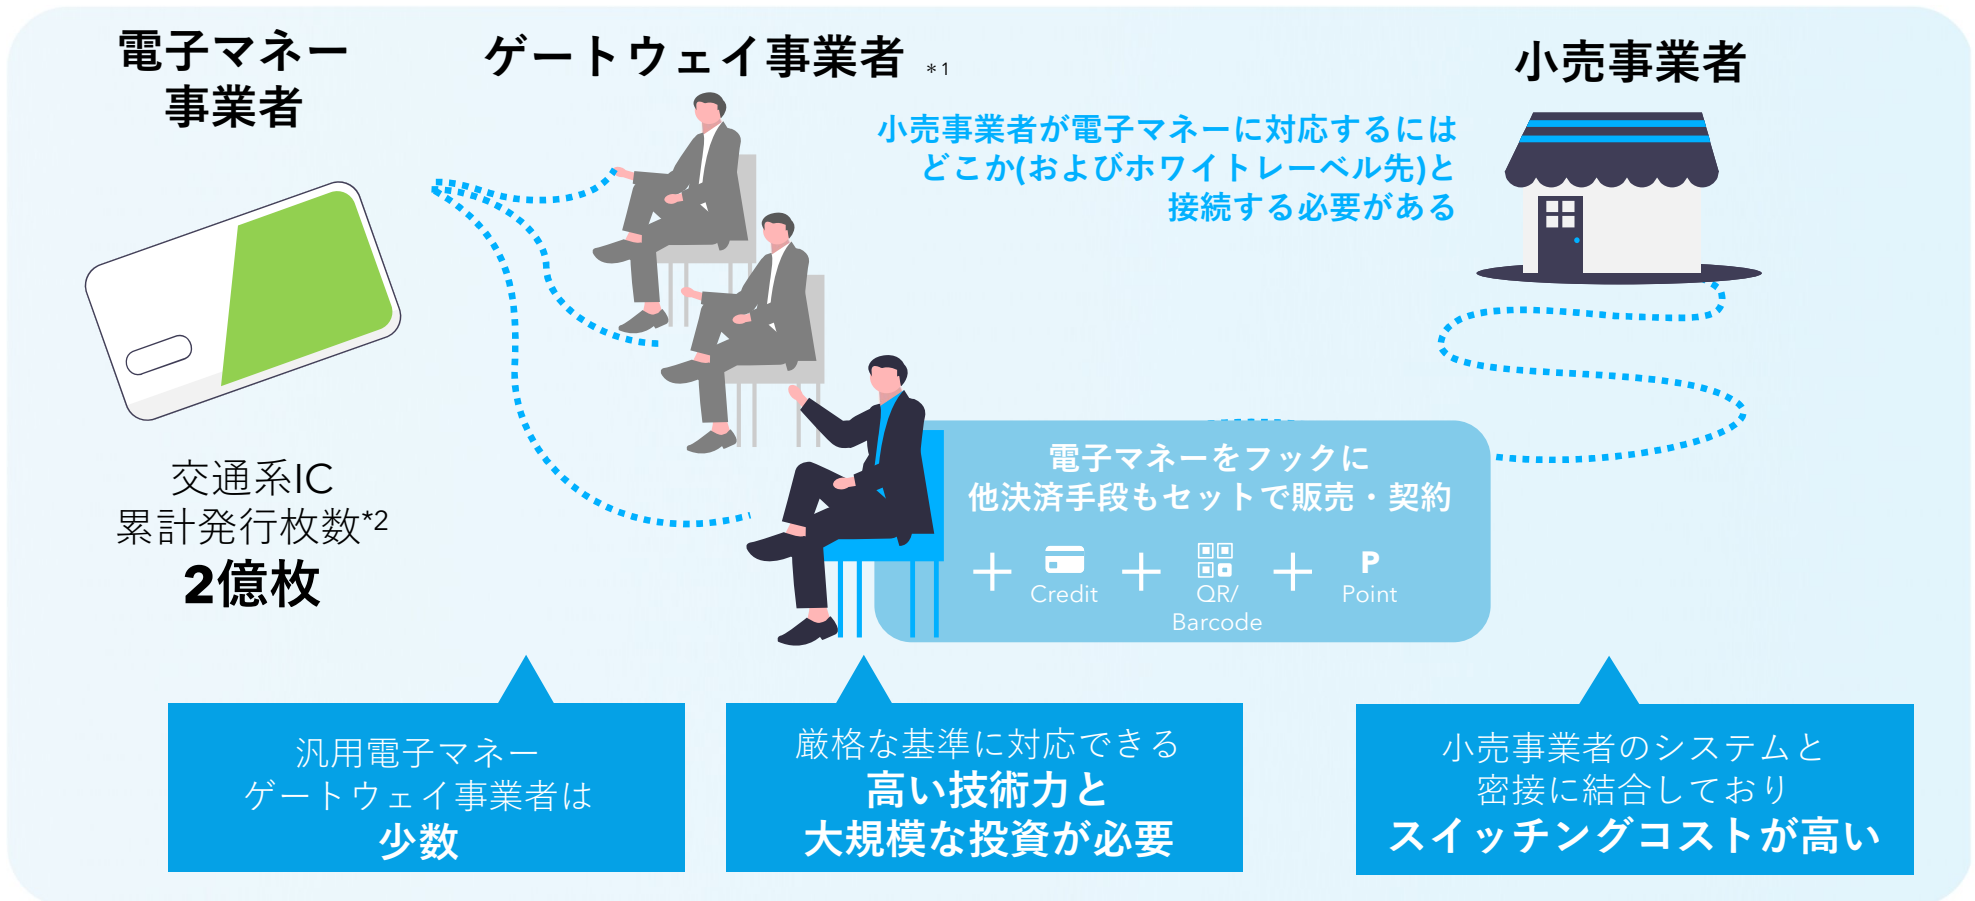 電子マネー
事業者
ゲートウェイ事業者 *1
小売事業者
小売事業者が電子マネーに対応するには
どこか(およびホワイトレーベル先)と
接続する必要がある
交通系IC
累計発行枚数*2
2億枚
電子マネーをフックに
他決済手段もセットで販売・契約
+ Credit + QR/ + P Point
Barcode
汎用電子マネー
ゲートウェイ事業者は
少数
厳格な基準に対応できる
高い技術力と
大規模な投資が必要
小売事業者のシステムと
密接に結合しており
スイッチングコストが高い